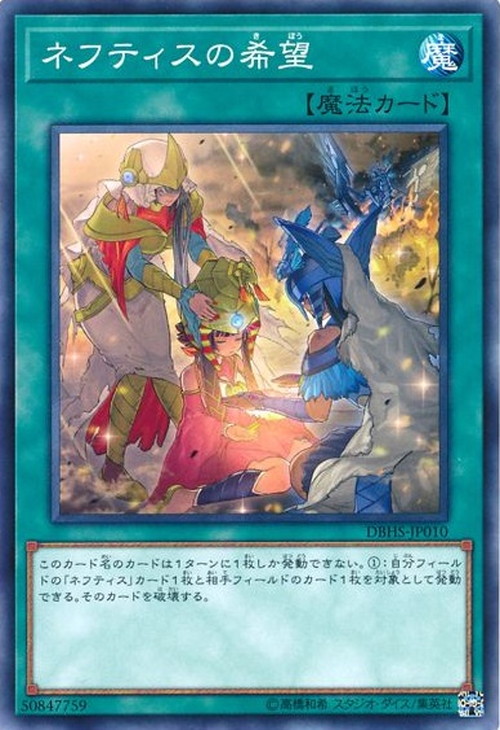 ネフティスの希望
魔
【魔法カード】
DBHS-JP010
このカード名のカードは1ターンに1枚しか発動できない。①:自分フィール
ドの「ネフティス」カード1枚と相手フィールドのカード1枚を対象として発動
できる。そのカードを破壊する。
50847759
©高橋和希 スタジオ・ダイス/集英社